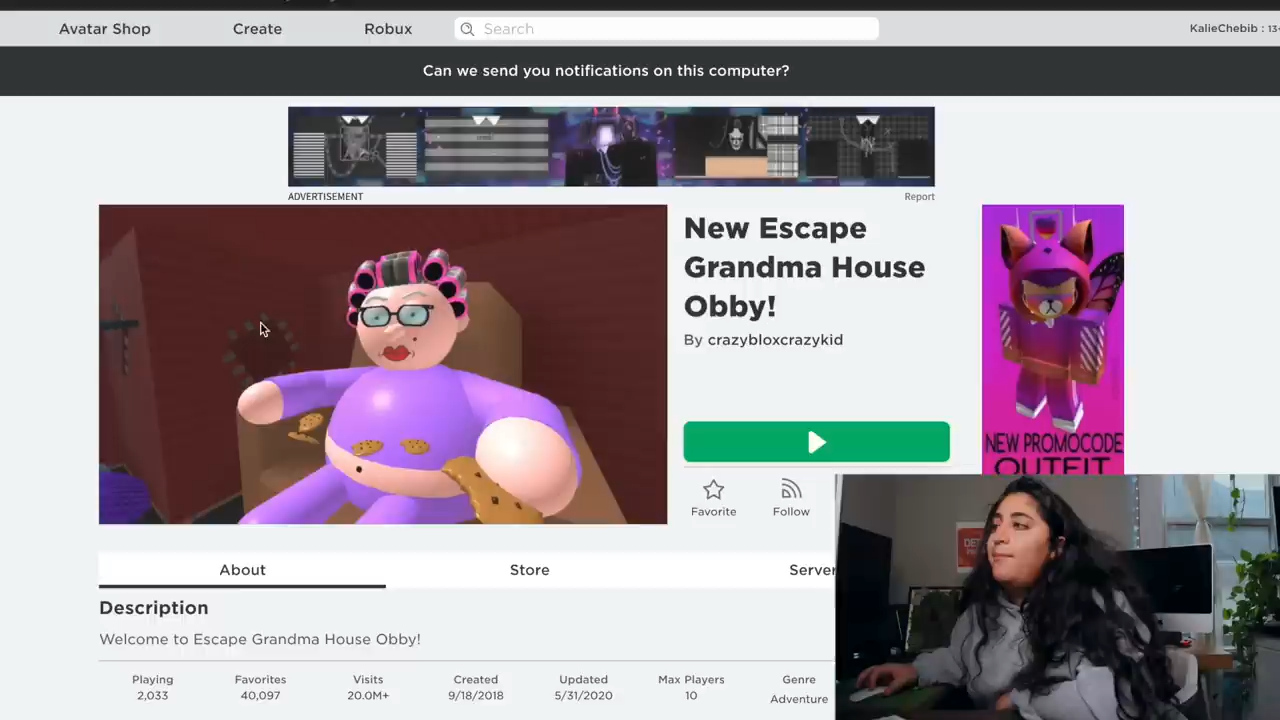 Avatar Shop Create Robux Search KalieChebib : 13+
Can we send you notifications on this computer?
ADVERTISEMENT Report
New Escape
Grandma House
Obby!
By crazybloxcrazykid
NEW PROMOCODE
OUTFIT
Favorite Follow
About Store Server
Description
Welcome to Escape Grandma House Obby!
Playing Favorites Visits Created Updated Max Players Genre
2,033 40,097 20.0M+ 9/18/2018 5/31/2020 10 Adventure